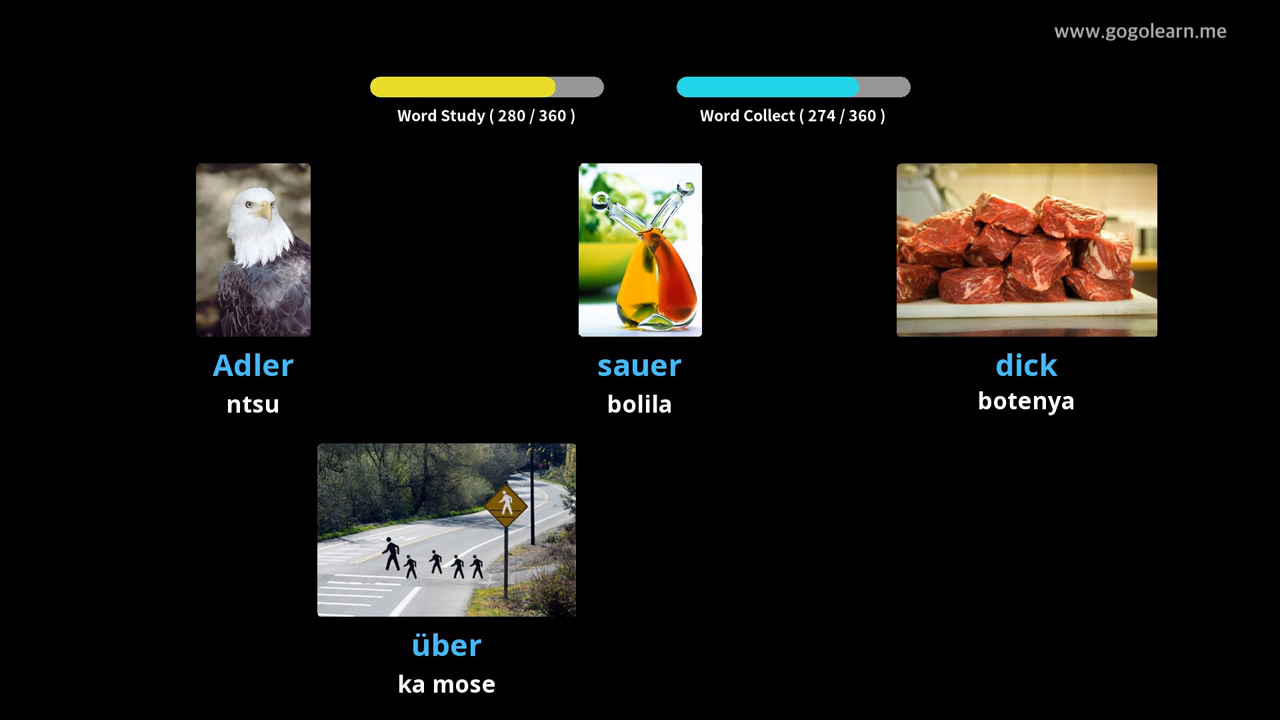 www.gogolearn.me
Word Study ( 280 / 360 )
Word Collect ( 274 / 360 )
Adler
sauer
dick
ntsu
bolila
botenya
über
ka mose